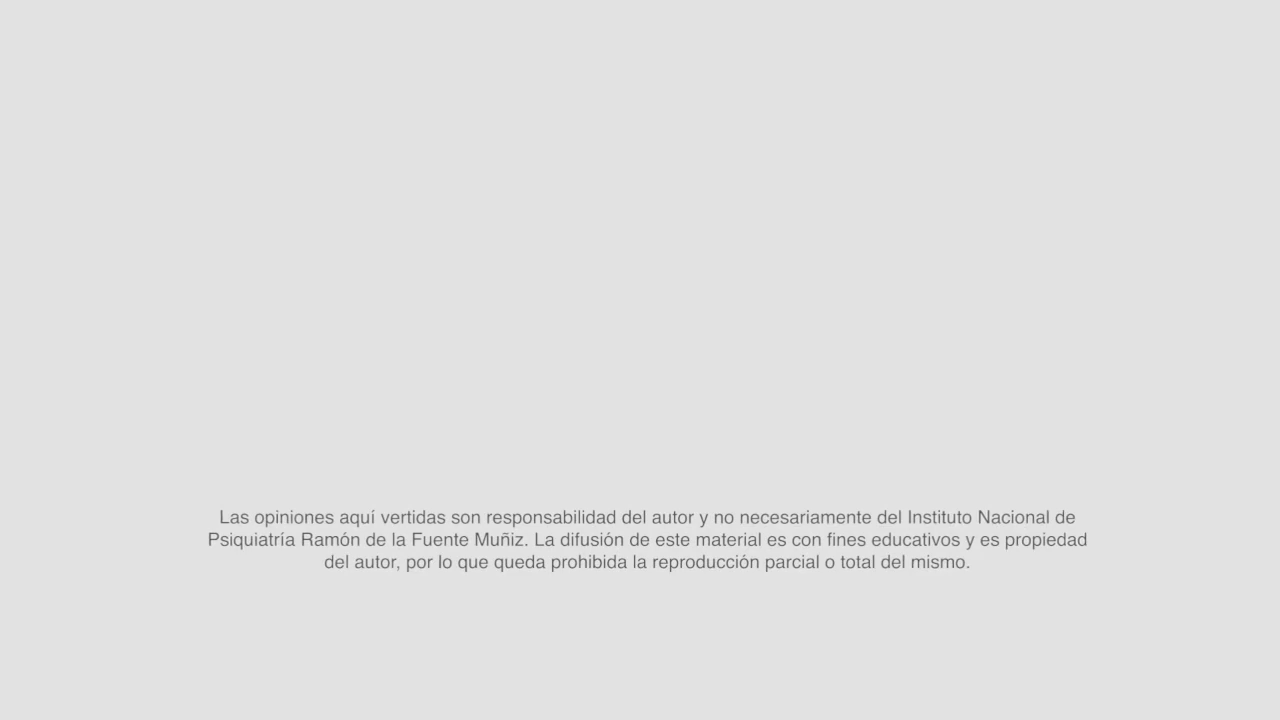 Las opiniones aquí vertidas son responsabilidad del autor y no necesariamente del Instituto Nacional de
Psiquiatría Ramón de la Fuente Muñiz. La difusión de este material es con fines educativos y es propiedad
del autor, por lo que queda prohibida la reproducción parcial o total del mismo.